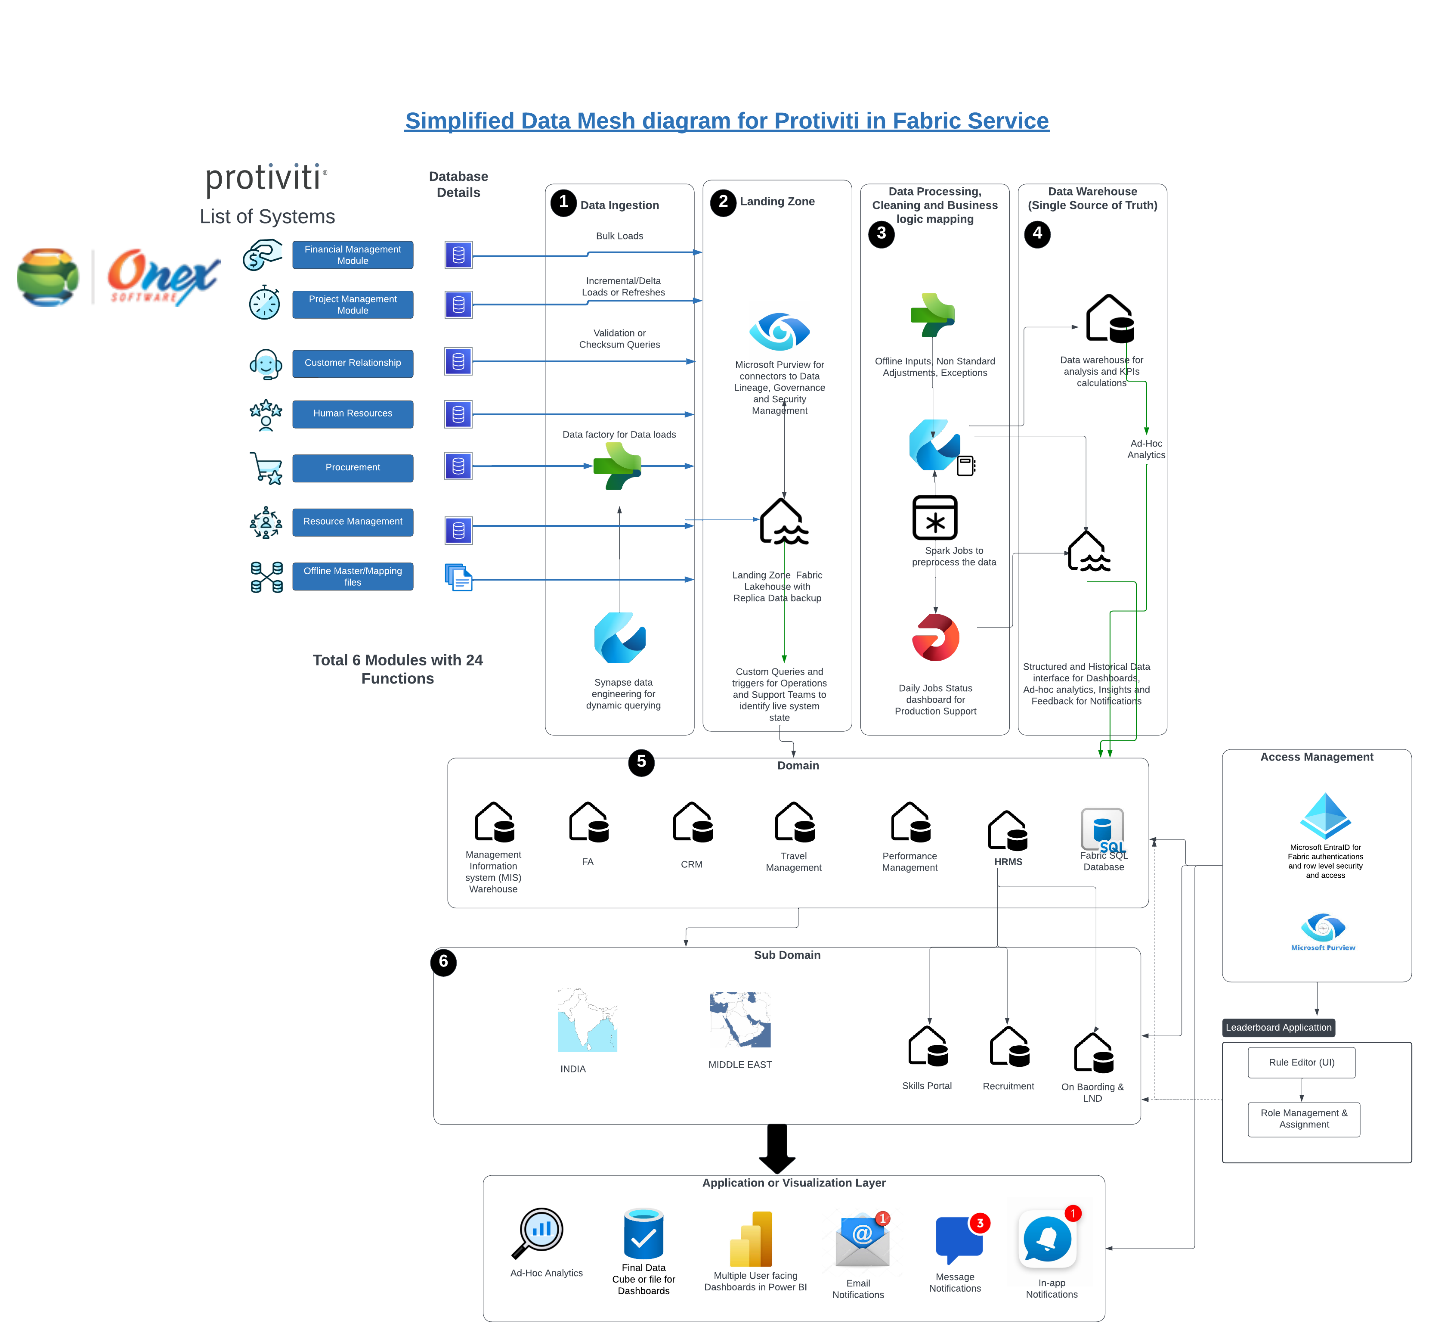 Simplified Data Mesh diagram for Protiviti in Fabric Service
protiviti
List of Systems
Database
Details
Onex
SOFTWARE
Financial Management
Module
Project Management
Module
Customer Relationship
Human Resources
Procurement
Resource Management
Offline Master/Mapping
files
Total 6 Modules with 24
Functions
1
Data Ingestion
Bulk Loads
Incremental/Delta
Loads or Refreshes
Validation or
Checksum Queries
Data factory for Data loads
Synapse data
engineering for
dynamic querying
2
Landing Zone
Microsoft Purview for
connectors to Data
Lineage, Governance
and Security
Management
Landing Zone Fabric
Lakehouse with
Replica Data backup
Custom Queries and
triggers for Operations
and Support Teams to
identify live system
state
Data Processing,
Cleaning and Business
logic mapping
3
Offline Inputs, Non Standard
Adjustments, Exceptions
Spark Jobs to
preprocess the data
Daily Jobs Status
dashboard for
Production Support
Data Warehouse
(Single Source of Truth)
4
Data warehouse for
analysis and KPIs
calculations
Ad-Hoc
Analytics
Structured and Historical Data
interface for Dashboards,
Ad-hoc analytics, Insights and
Feedback for Notifications
5
Domain
Management
Information
system (MIS)
Warehouse
FA
CRM
Travel
Management
Performance
Management
HRMS
SQL
Fabric SQL
Database
Access Management
Microsoft EntraID for
Fabric authentications
and row level security
and access
Microsoft Purview
6
Sub Domain
INDIA
MIDDLE EAST
Skills Portal
Recruitment
On Baording &
LND
Leaderboard Applicattion
Rule Editor (UI)
Role Management &
Assignment
Application or Visualization Layer
Ad-Hoc Analytics
Final Data
Cube or file for
Dashboards
Multiple User facing
Dashboards in Power BI
@
1
Email
Notifications
3
Message
Notifications
1
In-app
Notifications